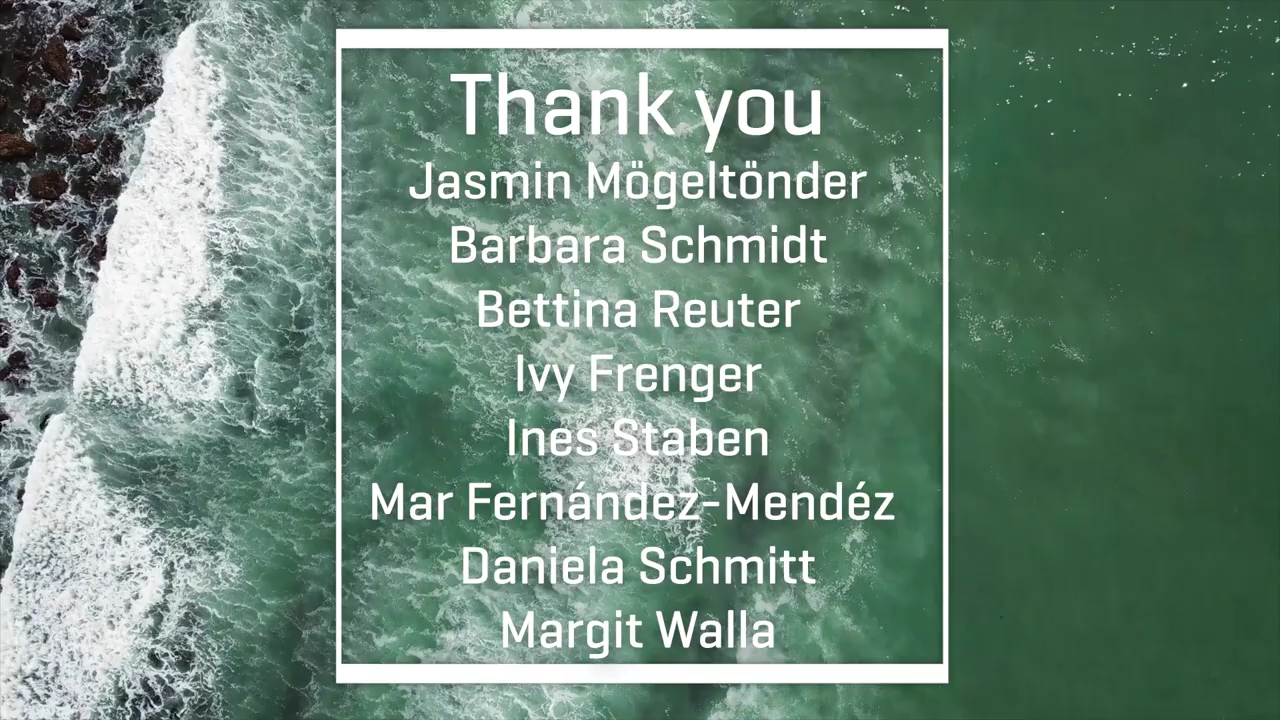 Thank you
Jasmin Mögeltönder
Barbara Schmidt
Bettina Reuter
Ivy Frenger
Ines Staben
Mar Fernández-Mendéz
Daniela Schmitt
Margit Walla